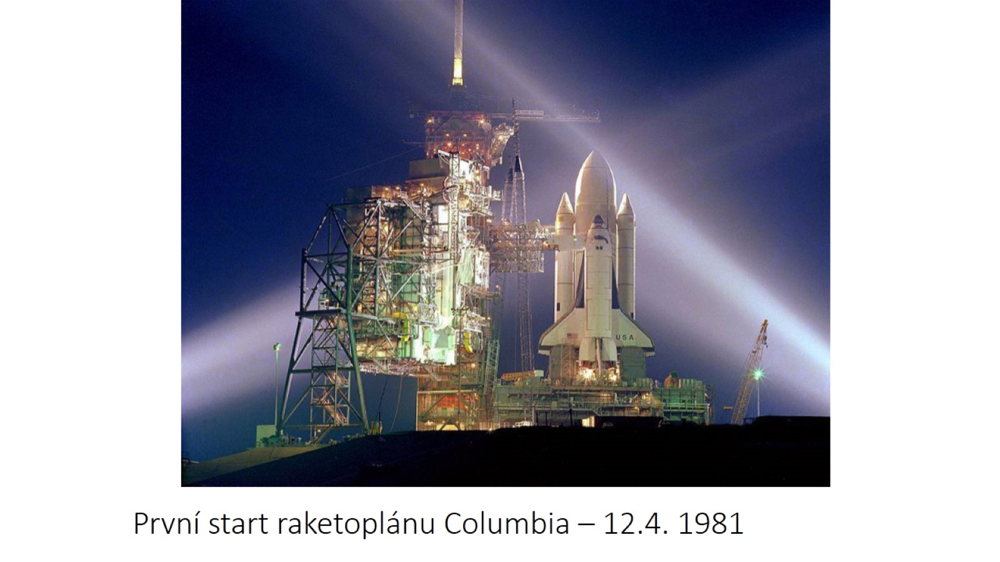 USA
První start raketoplánu Columbia – 12.4. 1981